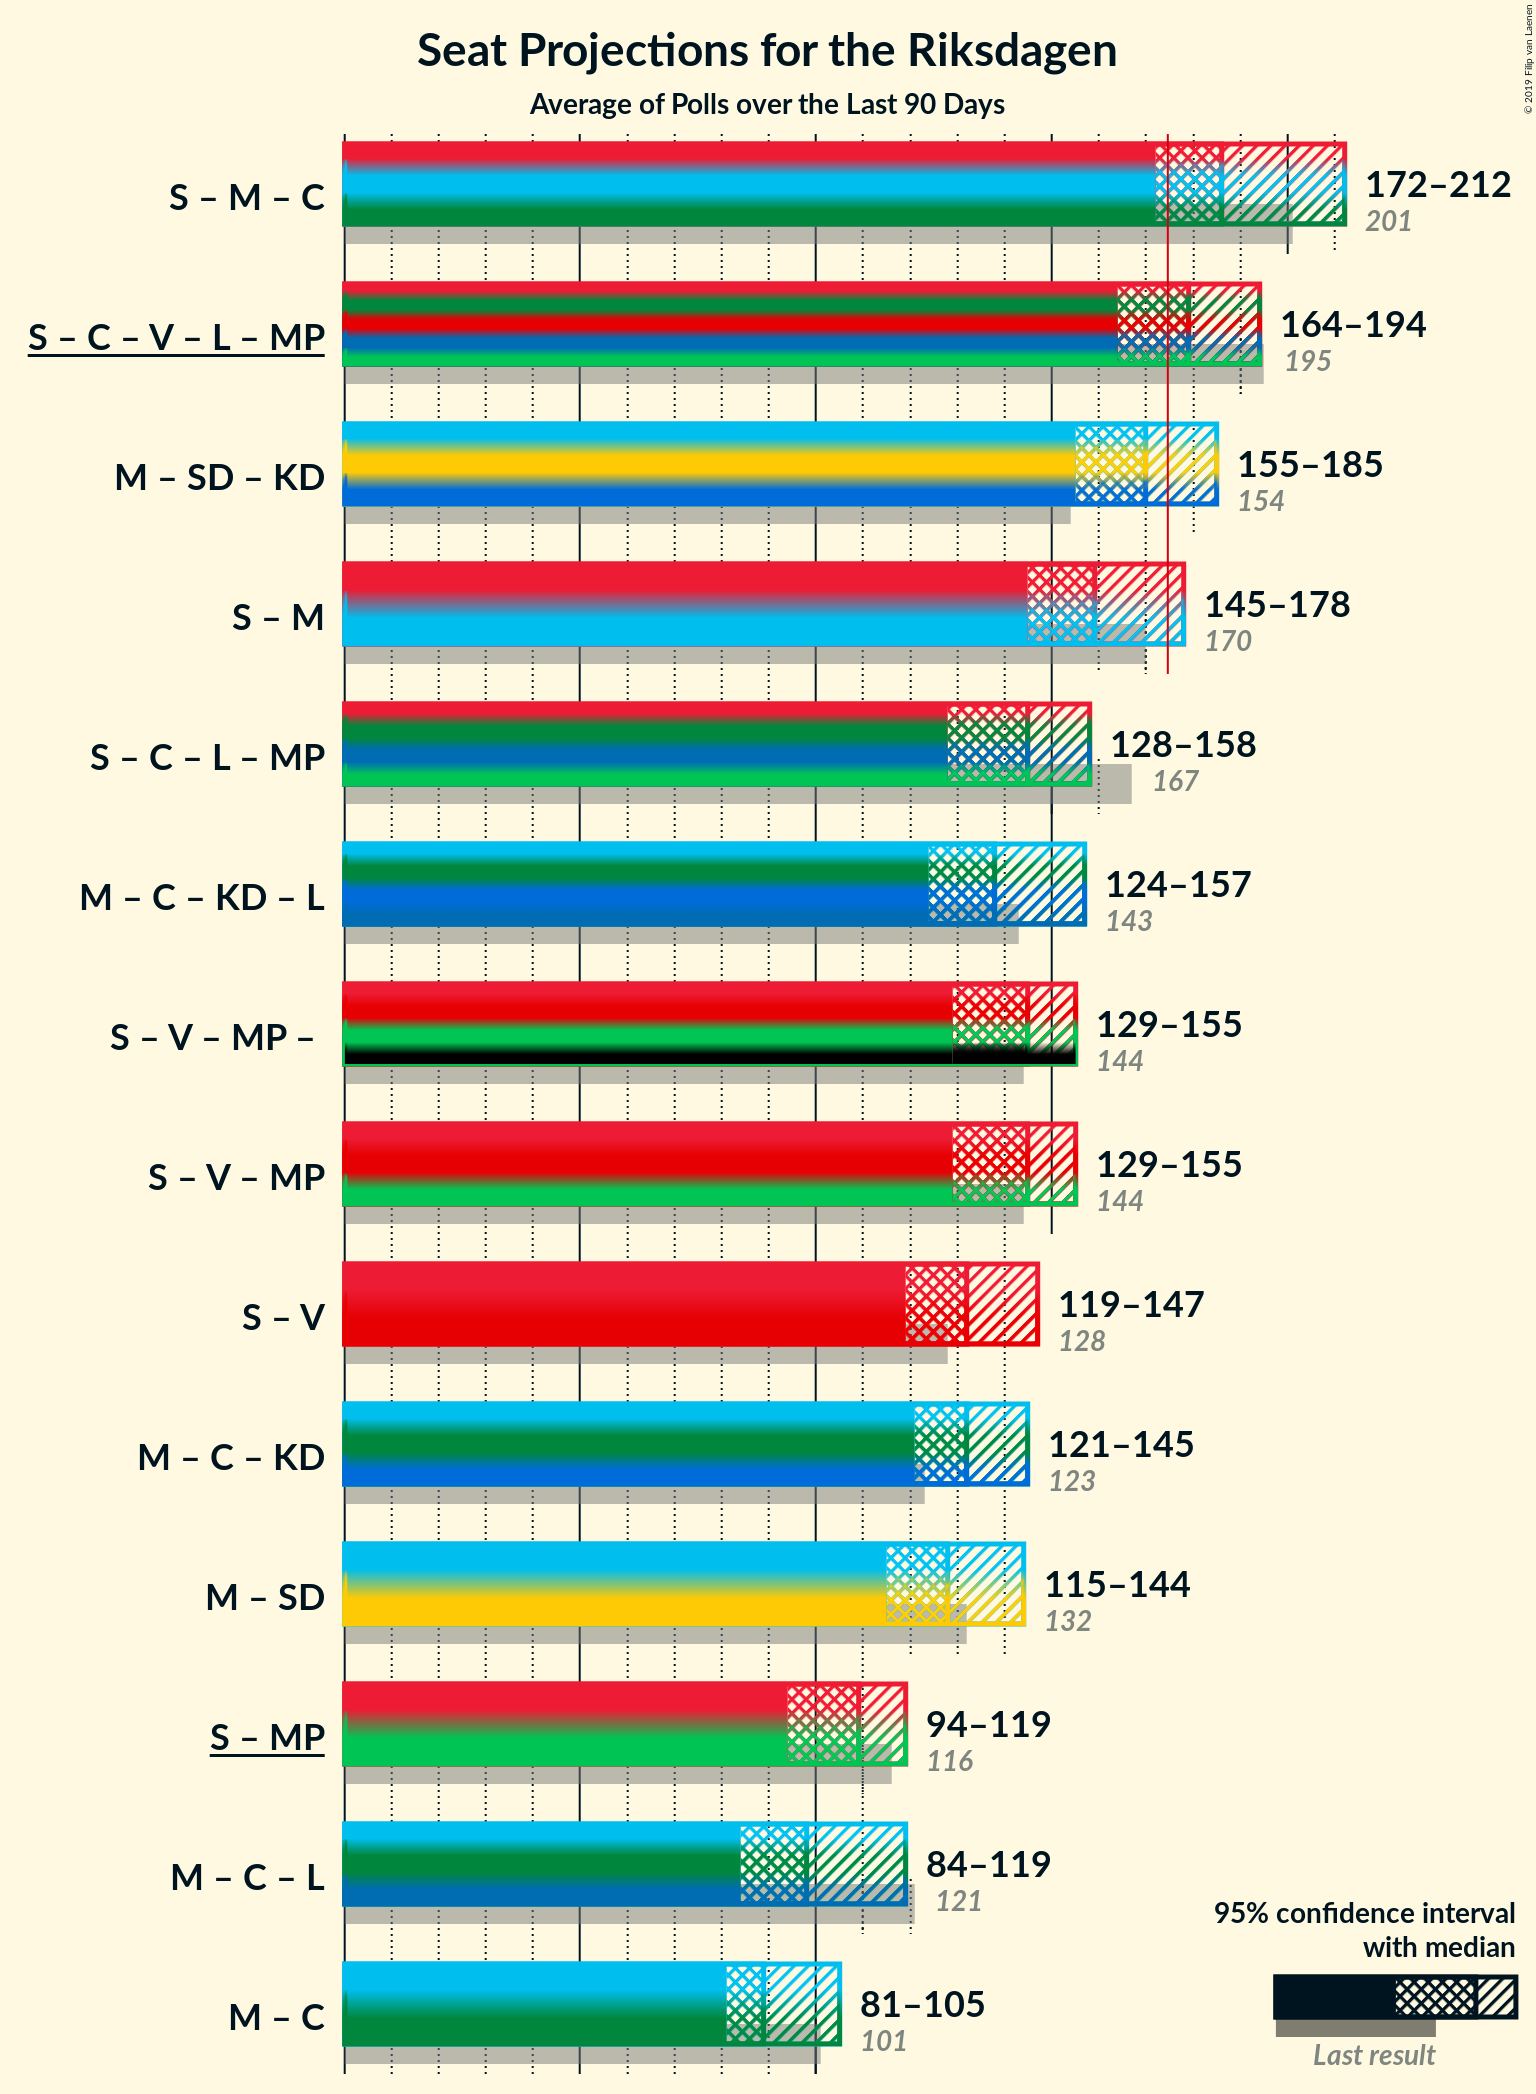 Seat Projections for the Riksdagen
Average of Polls over the Last 90 Days
© 2019 Filip van Laenen
S – M – C
172–212
201
S – C – V – L – MP
164–194
195
M – SD – KD
155–185
154
S – M
145–178
170
S – C – L – MP
128–158
167
M – C – KD – L
124–157
143
S – V – MP –
129–155
144
S – V – MP
129–155
144
S – V
119–147
128
M – C – KD
121–145
123
M – SD
115–144
132
S – MP
94–119
116
M – C – L
84–119
121
M – C
81–105
101
95% confidence interval
with median
Last result